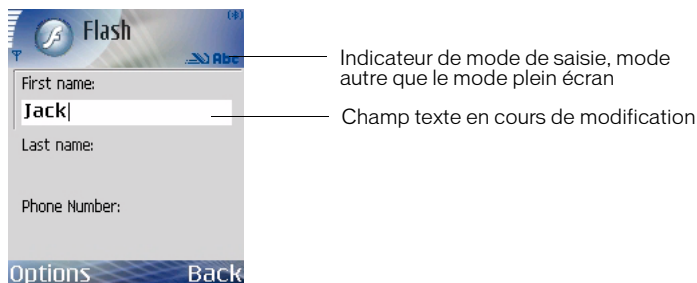 Flash
Abc
First name:
Jack
Last name:
Phone Number:
Options Back
Indicateur de mode de saisie, mode
autre que le mode plein écran
Champ texte en cours de modification